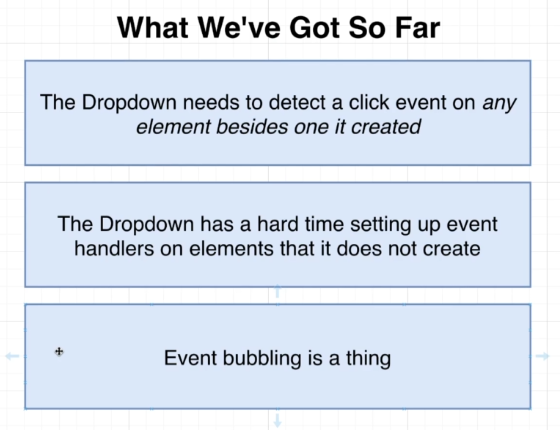 What We've Got So Far
The Dropdown needs to detect a click event on any
element besides one it created
The Dropdown has a hard time setting up event
handlers on elements that it does not create
Event bubbling is a thing